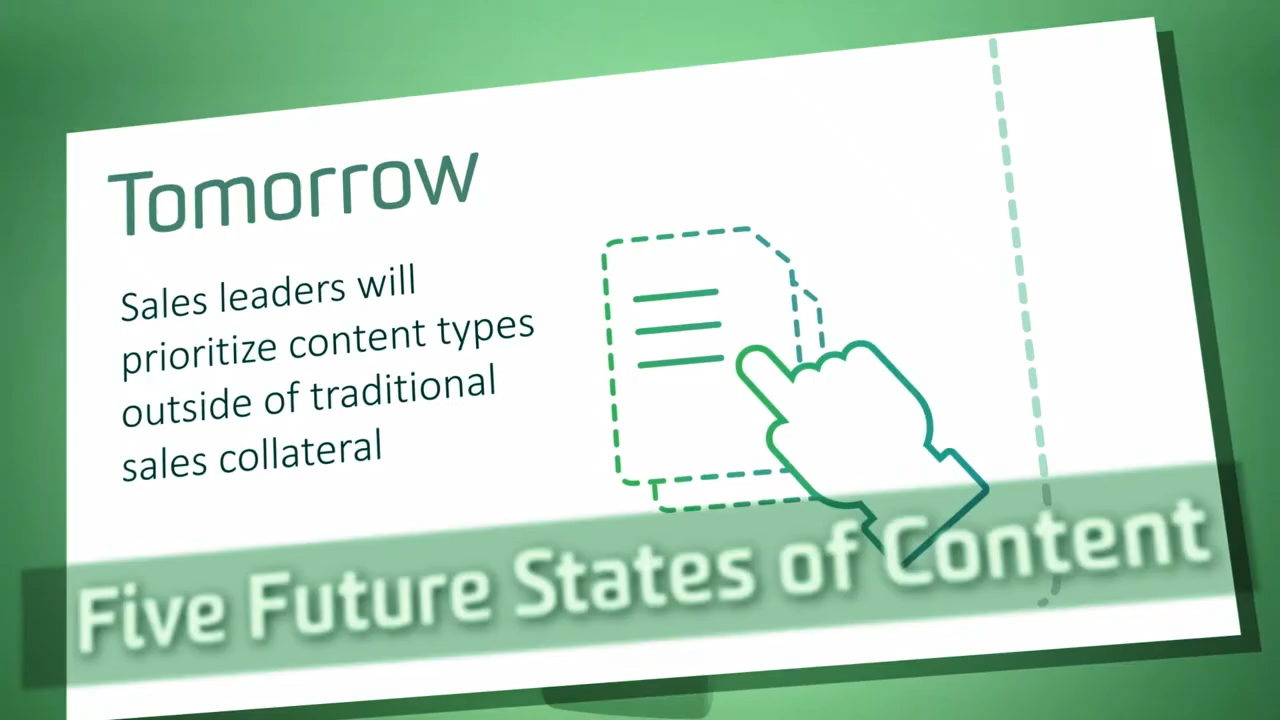 Tomorrow
Sales leaders will
prioritize content types
outside of traditional
sales collateral
Five Future States of Content